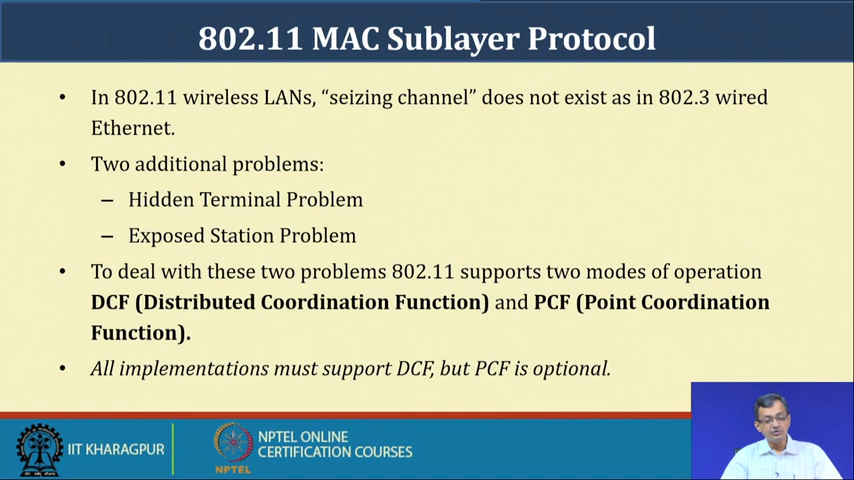 802.11 MAC Sublayer Protocol
• In 802.11 wireless LANs, “seizing channel” does not exist as in 802.3 wired
Ethernet.
• Two additional problems:
– Hidden Terminal Problem
– Exposed Station Problem
• To deal with these two problems 802.11 supports two modes of operation
DCF (Distributed Coordination Function) and PCF (Point Coordination
Function).
• All implementations must support DCF, but PCF is optional.
IIT KHARAGPUR
NPTEL
NPTEL ONLINE
CERTIFICATION COURSES